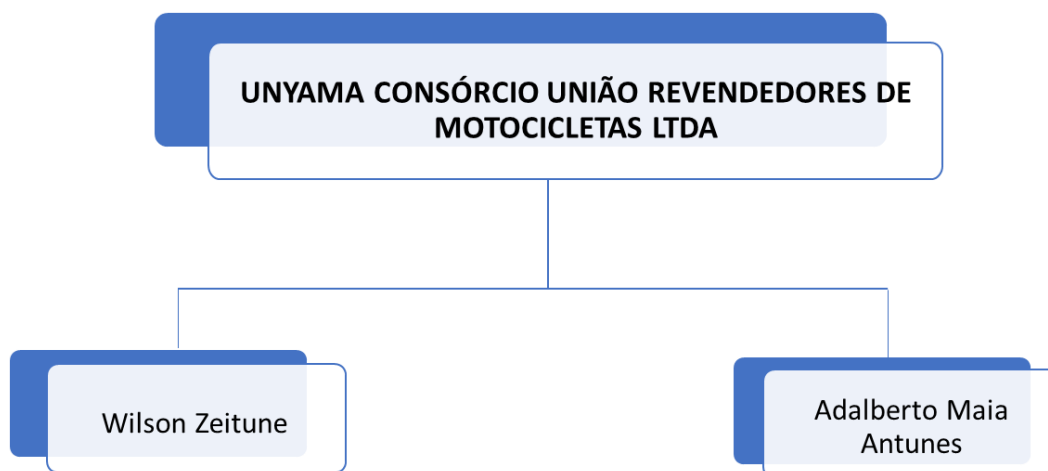 UNYAMA CONSÓRCIO UNIÃO REVENDEDORES DE
MOTOCICLETAS LTDA
Wilson Zeitune
Adalberto Maia
Antunes